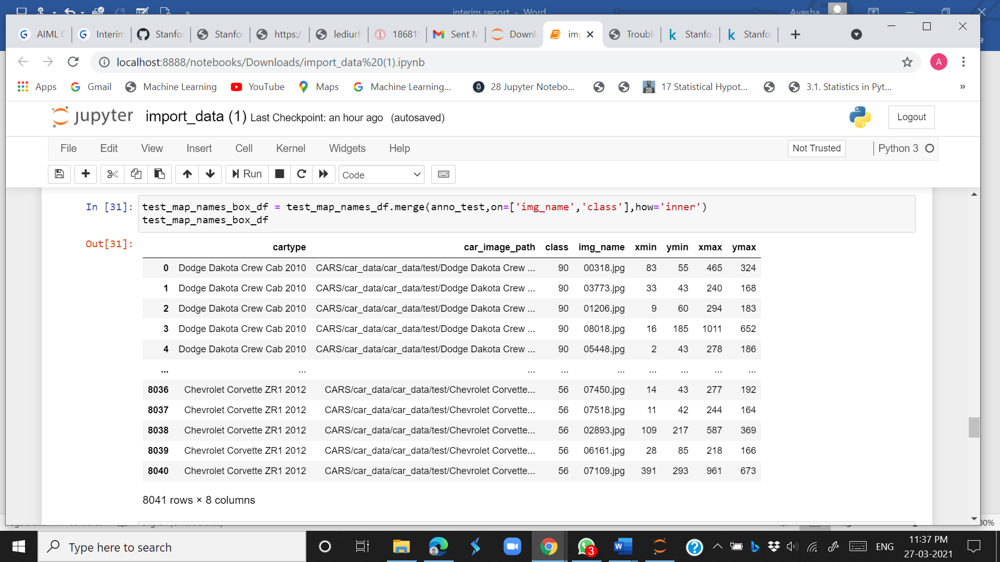 interim report - Word
Ayesha
AIML
Interim
Stanfo
Stanfo
https:/
lediurf
18681
Sent M
Downl
im
Troubl
Stanfo
Stanfo
localhost:8888/notebooks/Downloads/import_data%20(1).ipynb
A
Apps Gmail Machine Learning YouTube Maps Machine Learning... 28 Jupyter Notebo... 17 Statistical Hypot... 3.1. Statistics in Pyt... »
jupyter import_data (1) Last Checkpoint: an hour ago (autosaved) Logout
File Edit View Insert Cell Kernel Widgets Help Not Trusted Python 3
Run Code
In [31]: test_map_names_box_df = test_map_names_df.merge(anno_test,on=['img_name','class'],how='inner')
test_map_names_box_df
Out[31]:
cartype car_image_path class img_name xmin ymin xmax ymax
0 Dodge Dakota Crew Cab 2010 CARS/car_data/car_data/test/Dodge Dakota Crew ... 90 00318.jpg 83 55 465 324
1 Dodge Dakota Crew Cab 2010 CARS/car_data/car_data/test/Dodge Dakota Crew ... 90 03773.jpg 33 43 240 168
2 Dodge Dakota Crew Cab 2010 CARS/car_data/car_data/test/Dodge Dakota Crew ... 90 01206.jpg 9 60 294 183
3 Dodge Dakota Crew Cab 2010 CARS/car_data/car_data/test/Dodge Dakota Crew ... 90 08018.jpg 16 185 1011 652
4 Dodge Dakota Crew Cab 2010 CARS/car_data/car_data/test/Dodge Dakota Crew ... 90 05448.jpg 2 43 278 186
... ... ... ... ... ... ... ... ...
8036 Chevrolet Corvette ZR1 2012 CARS/car_data/car_data/test/Chevrolet Corvette... 56 07450.jpg 14 43 277 192
8037 Chevrolet Corvette ZR1 2012 CARS/car_data/car_data/test/Chevrolet Corvette... 56 07518.jpg 11 42 244 164
8038 Chevrolet Corvette ZR1 2012 CARS/car_data/car_data/test/Chevrolet Corvette... 56 02893.jpg 109 217 587 369
8039 Chevrolet Corvette ZR1 2012 CARS/car_data/car_data/test/Chevrolet Corvette... 56 06161.jpg 28 85 218 166
8040 Chevrolet Corvette ZR1 2012 CARS/car_data/car_data/test/Chevrolet Corvette... 56 07109.jpg 391 293 961 673
8041 rows × 8 columns
Type here to search
3
ENG
11:37 PM
27-03-2021